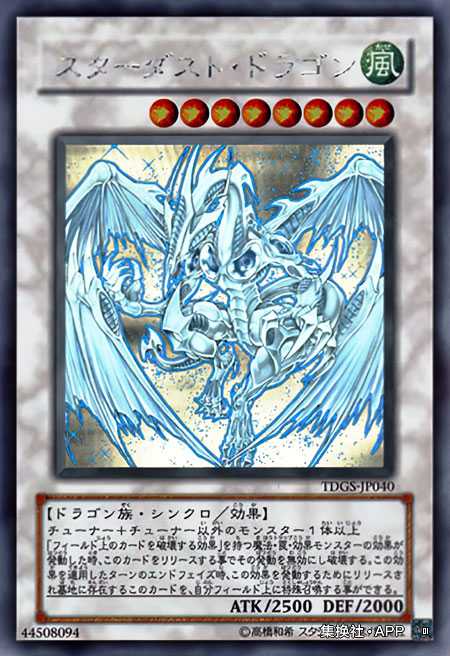 スターダスト・ドラゴン
風
TDGS-JP040
【ドラゴン族・シンクロ/効果】
チューナー+チューナー以外のモンスター1体以上
「フィールド上のカードを破壊する効果」を持つ魔法・罠・効果モンスターの効果が
発動した時、このカードをリリースする事でその発動を無効にし破壊する。この効果
を適用したターンのエンドフェイズ時、この効果を発動するためにリリースさ
れ墓地に存在するこのカードを、自分フィールド上に特殊召喚する事ができる。
ATK/2500 DEF/2000
44508094
©高橋和希 スタ
集換社・APP
01